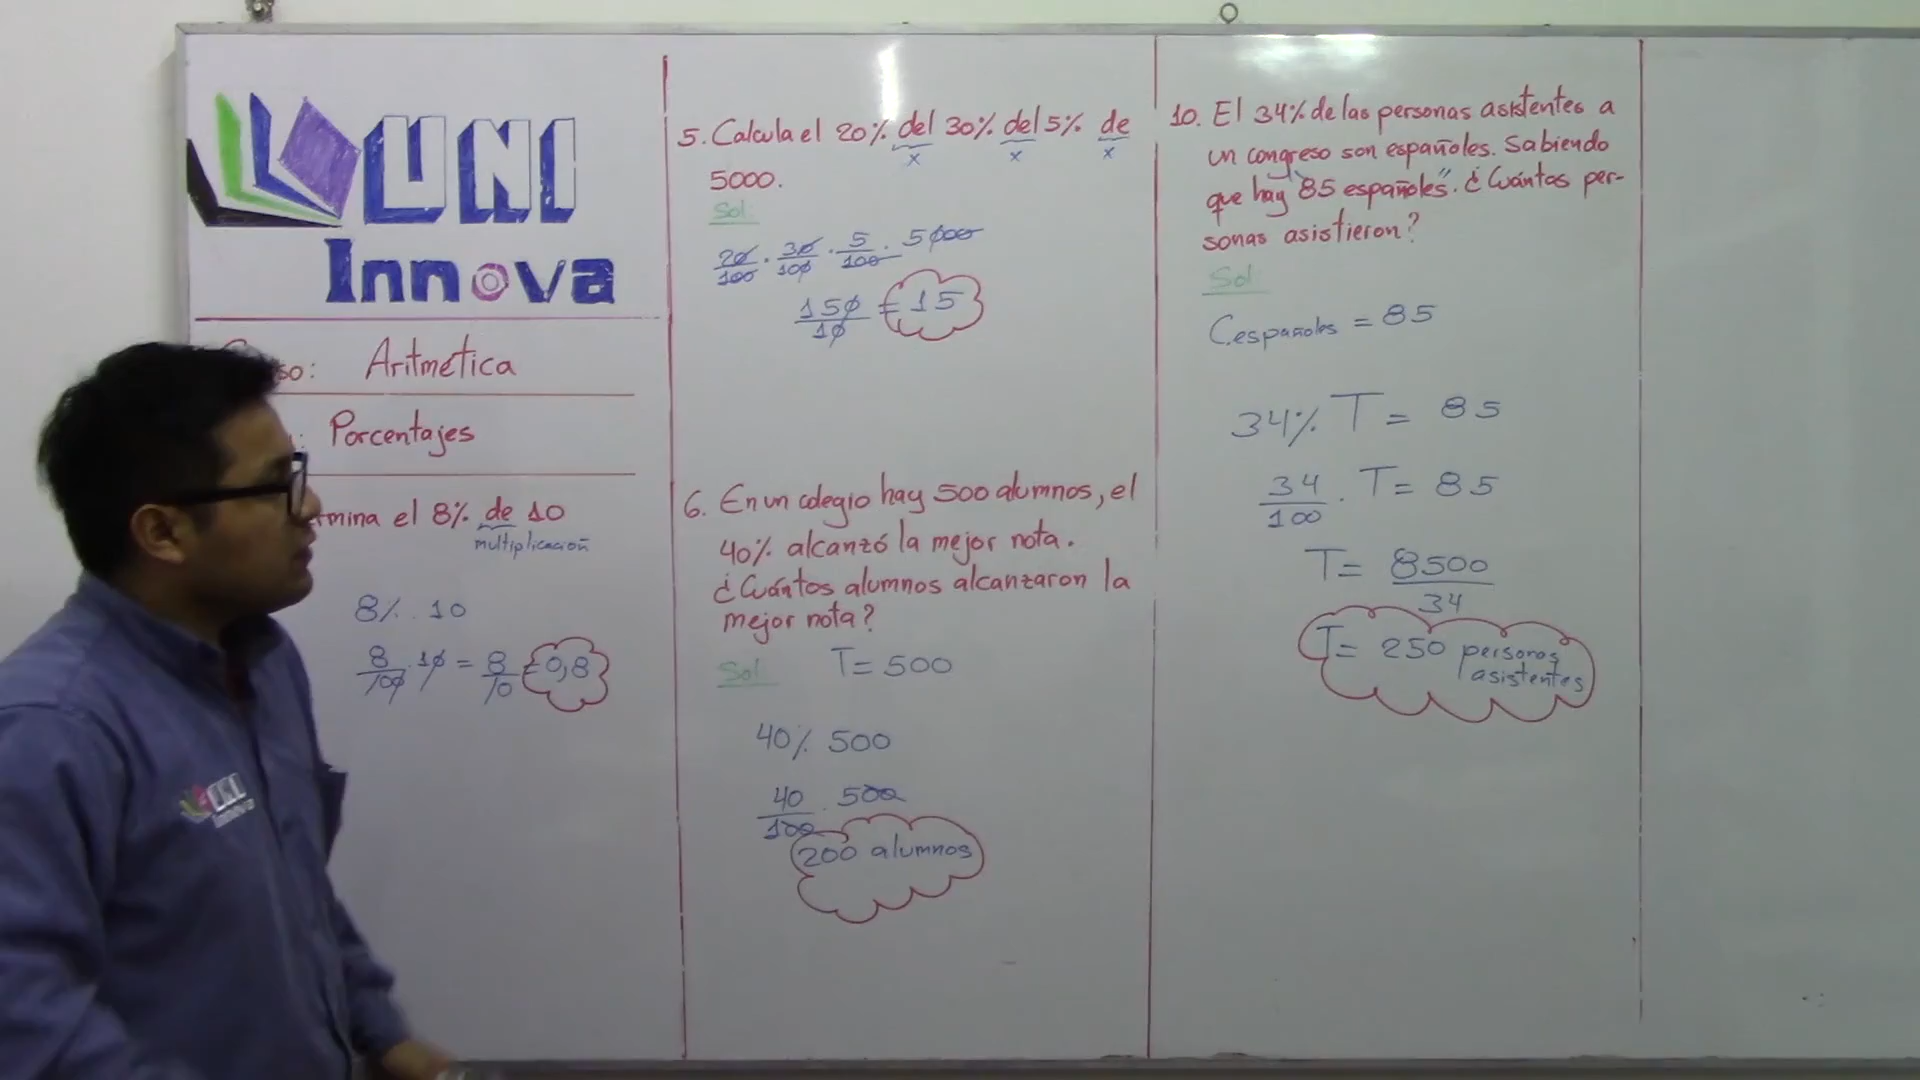 UNI
Innova
so: Aritmética
: Porcentajes
mina el 8% de 10
multiplicación
8% . 10
8/100 . 10 = 8/10 = 0,8
UNI
Innova
5. Calcula el 20% del 30% del 5% de
x x x
5000.
Sol:
20/100 . 30/100 . 5/100 . 5000
150/10 = 15
6. En un colegio hay 500 alumnos, el
40% alcanzó la mejor nota.
¿Cuántos alumnos alcanzaron la
mejor nota?
Sol T = 500
40% 500
40/100 . 500
200 alumnos
10. El 34% de las personas asistentes a
un congreso son españoles. Sabiendo
que hay "85 españoles". ¿Cuántas per-
sonas asistieron?
Sol
C.españoles = 85
34% T = 85
34/100 . T = 85
T = 8500/34
T = 250 personas
asistentes